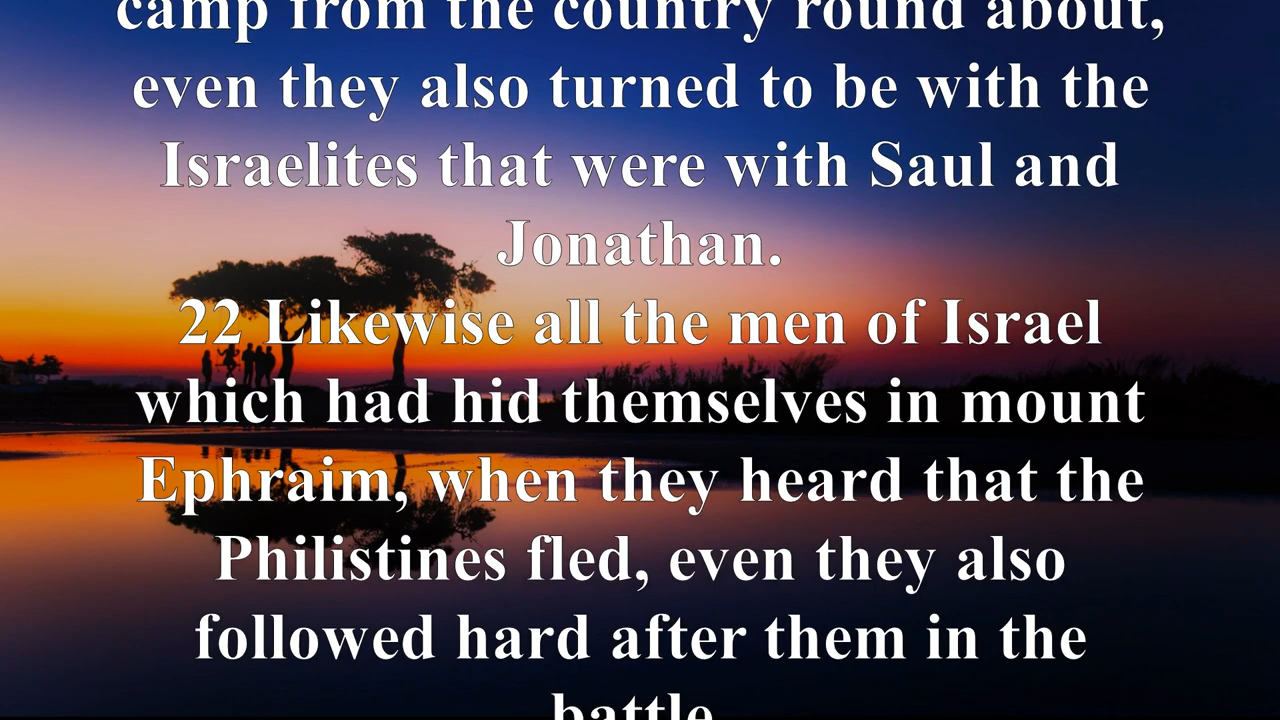 camp from the country round about,
even they also turned to be with the
Israelites that were with Saul and
Jonathan.
22 Likewise all the men of Israel
which had hid themselves in mount
Ephraim, when they heard that the
Philistines fled, even they also
followed hard after them in the
battle